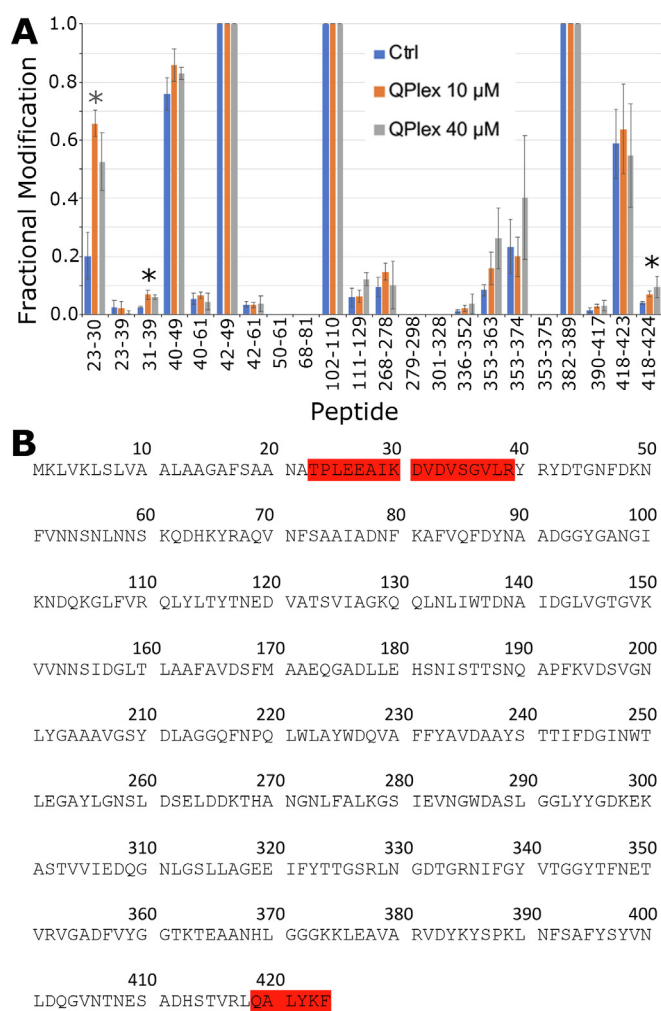 A
Fractional Modification
1.0
0.8
0.6
0.4
0.2
0.0
Ctrl
QPlex 10 µM
QPlex 40 µM
*
*
*
23-30
23-39
31-39
40-49
40-61
42-49
42-61
50-61
68-81
102-110
111-129
268-278
279-298
301-328
336-352
353-363
353-374
353-375
382-389
390-417
418-423
418-424
Peptide
B
10 20 30 40 50
MKLVKLSLVA ALAAGAFSAA NATPLEEAIK DVDVSGVLRY RYDTGNFDKN
60 70 80 90 100
FVNNSNLNNS KQDHKYRAQV NFSAAIADNF KAFVQFDYNA ADGGYGANGI
110 120 130 140 150
KNDQKGLFVR QLYLTYTNED VATSVIAGKQ QLNLIWTDNA IDGLVGTGVK
160 170 180 190 200
VVNNSIDGLT LAAFAVDSFM AAEQGADLLE HSNISTTSNQ APFKVDSVGN
210 220 230 240 250
LYGAAAVGSY DLAGGQFNPQ LWLAYWDQVA FFYAVDAAYS TTIFDGINWT
260 270 280 290 300
LEGAYLGNSL DSELDDKTHA NGNLFALKGS IEVNGWDASL GGLYYGDKEK
310 320 330 340 350
ASTVVIEDQG NLGSLLAGEE IFYTTGSRLN GDTGRNIFGY VTGGYTFNET
360 370 380 390 400
VRVGADFVYG GTKTEAANHL GGGKKLEAVA RVDYKYSPKL NFSAFYSYVN
410 420
LDQGVNTNES ADHSTVRLQA LYKF